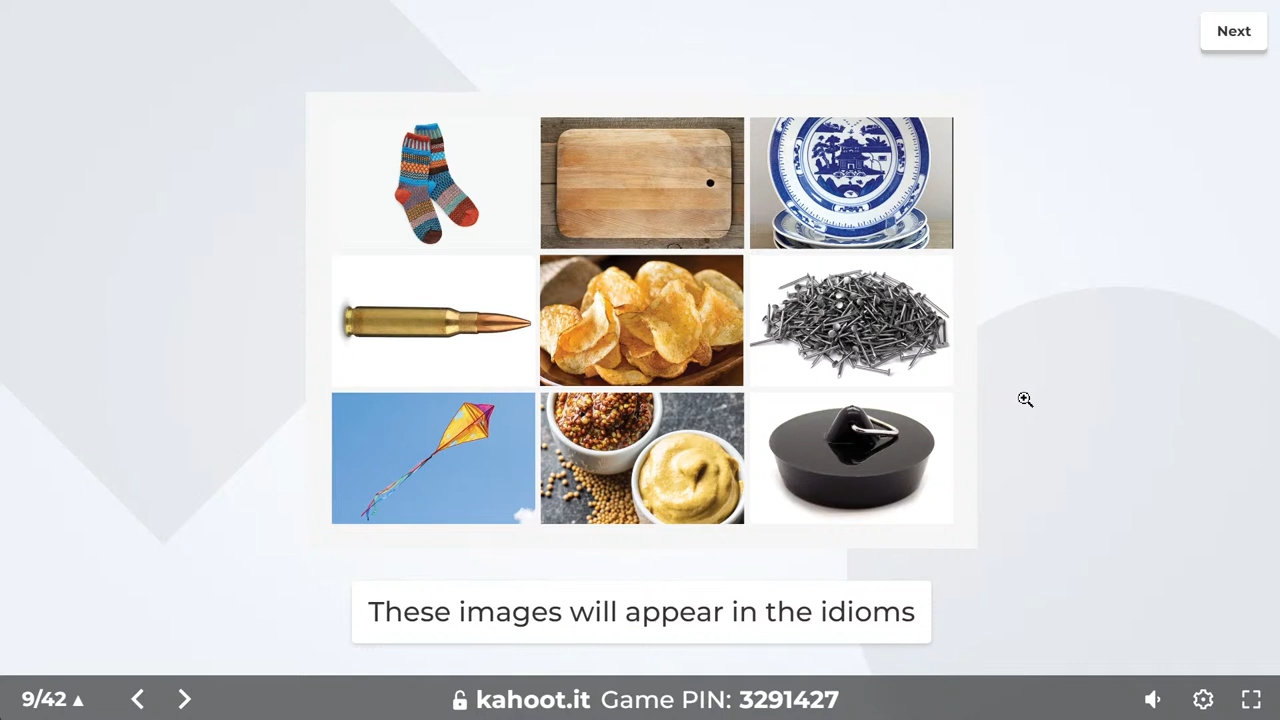 Next
These images will appear in the idioms
9/42 ▲
kahoot.it Game PIN: 3291427